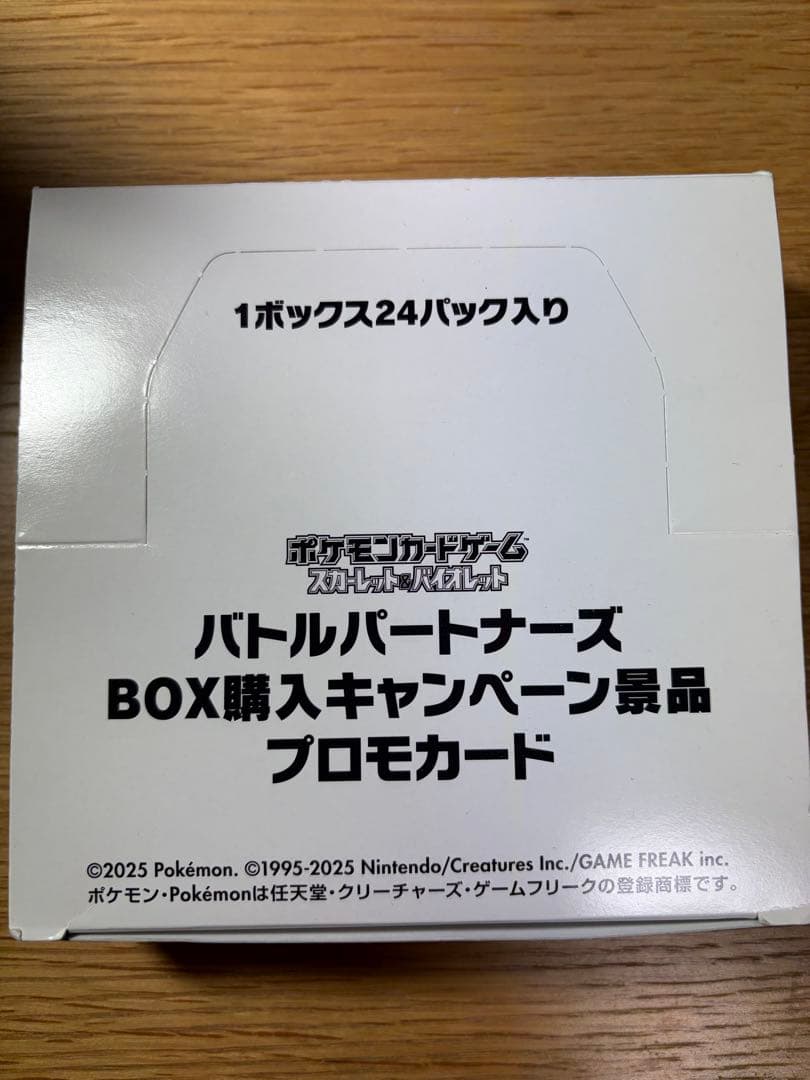 1ボックス24パック入り
ポケモンカードゲーム™
スカーレット&バイオレット
バトルパートナーズ
BOX購入キャンペーン景品
プロモカード
©2025 Pokémon. ©1995-2025 Nintendo/Creatures Inc./GAME FREAK inc.
ポケモン・Pokémonは任天堂・クリーチャーズ・ゲームフリークの登録商標です。